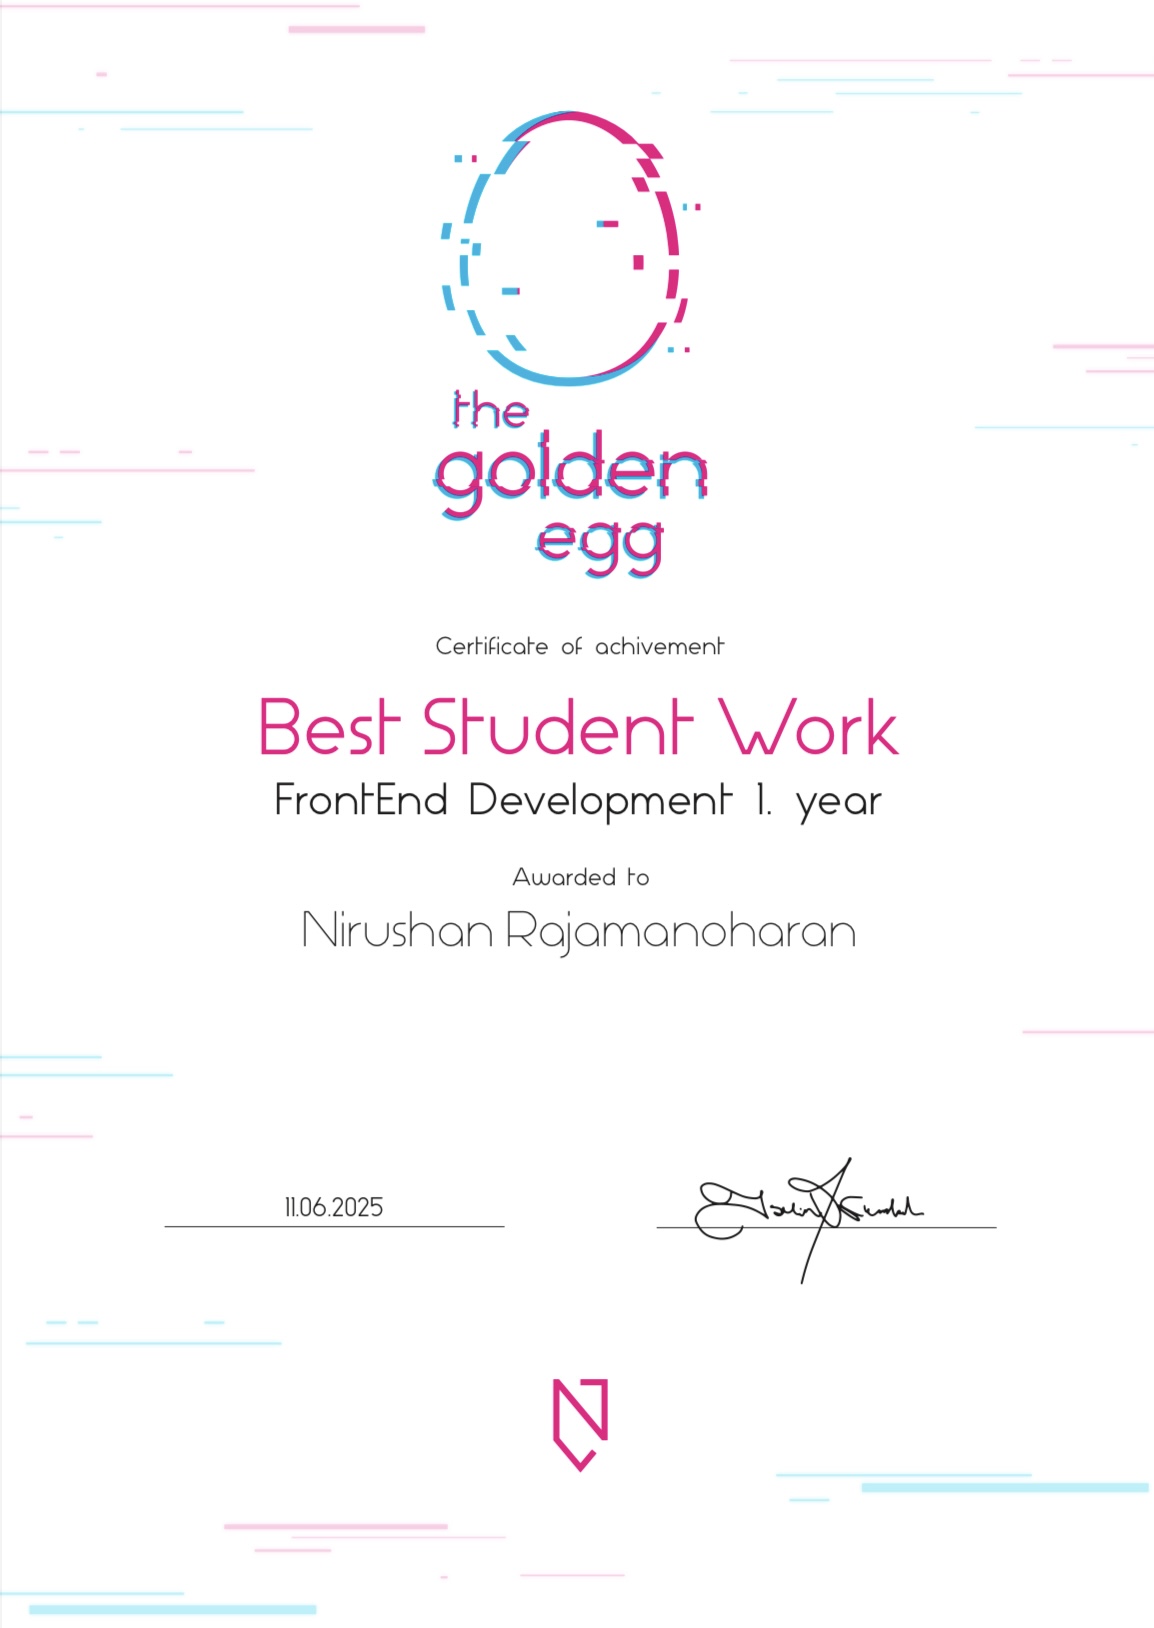 the
golden
egg
Certificate of achivement
Best Student Work
FrontEnd Development 1. year
Awarded to
Nirushan Rajamanoharan
11.06.2025